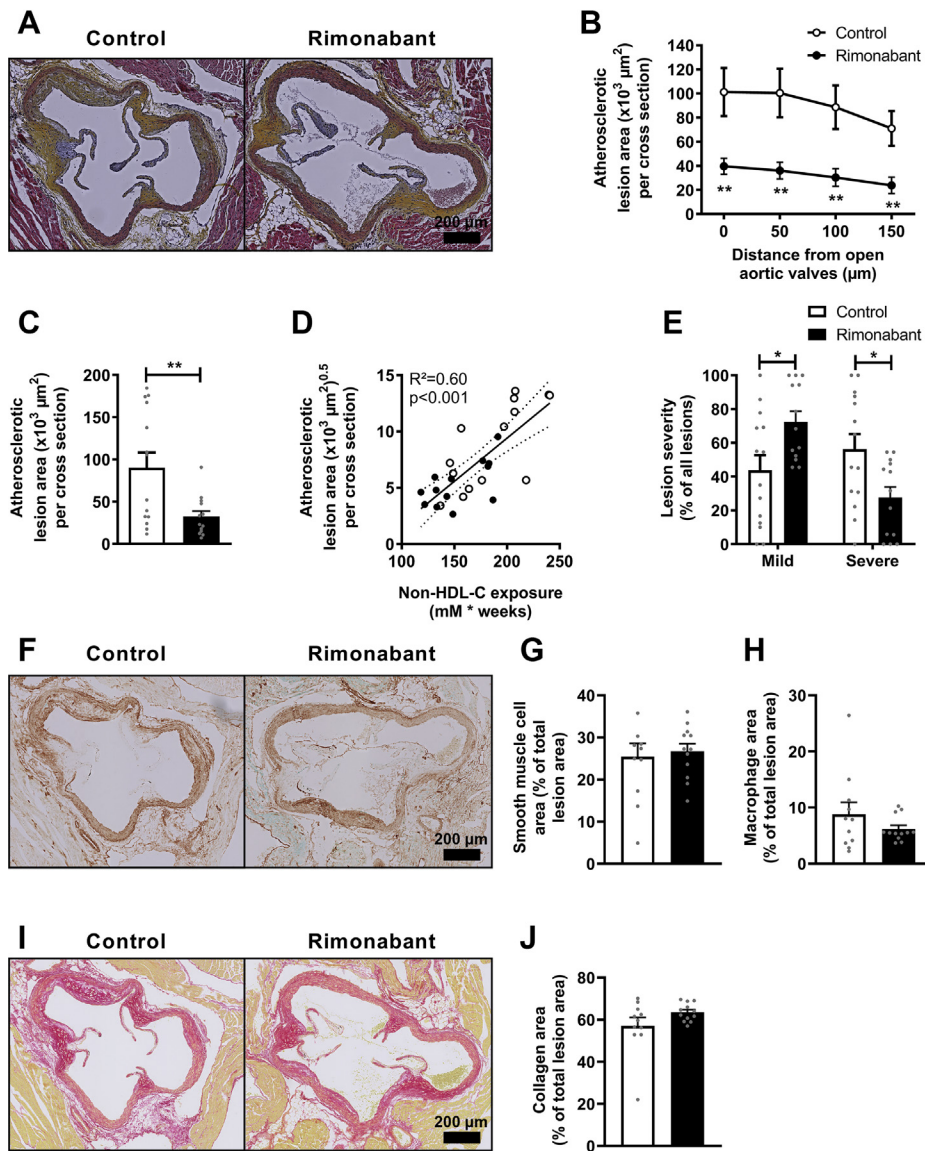 A
Control Rimonabant
200 µm
B
Control
Rimonabant
Atherosclerotic
lesion area (x10³ µm²)
per cross section
140
120
100
80
60
40
20
0
** ** ** **
0 50 100 150
Distance from open
aortic valves (µm)
C
Atherosclerotic
lesion area (x10³ µm²)
per cross section
200
150
100
50
0
**
D
Atherosclerotic
lesion area (x10³ µm²)⁰·⁵
per cross section
R²=0.60
p<0.001
15
10
5
0
100 150 200 250
Non-HDL-C exposure
(mM * weeks)
E
Control
Rimonabant
Lesion severity
(% of all lesions)
100
80
60
40
20
0
* *
Mild Severe
F
Control Rimonabant
200 µm
G
Smooth muscle cell
area (% of total
lesion area)
40
30
20
10
0
H
Macrophage area
(% of total lesion area)
30
20
10
0
I
Control Rimonabant
200 µm
J
Collagen area
(% of total lesion area)
80
60
40
20
0